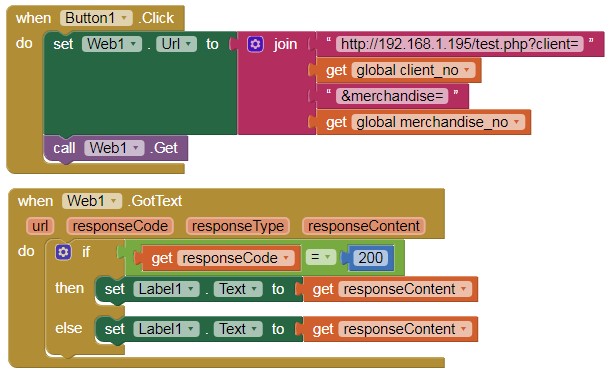 when Button1 .Click
do set Web1 . Url to join " http://192.168.1.195/test.php?client= "
get global client_no
" &merchandise= "
get global merchandise_no
call Web1 .Get
when Web1 .GotText
url responseCode responseType responseContent
do if get responseCode = 200
then set Label1 . Text to get responseContent
else set Label1 . Text to get responseContent